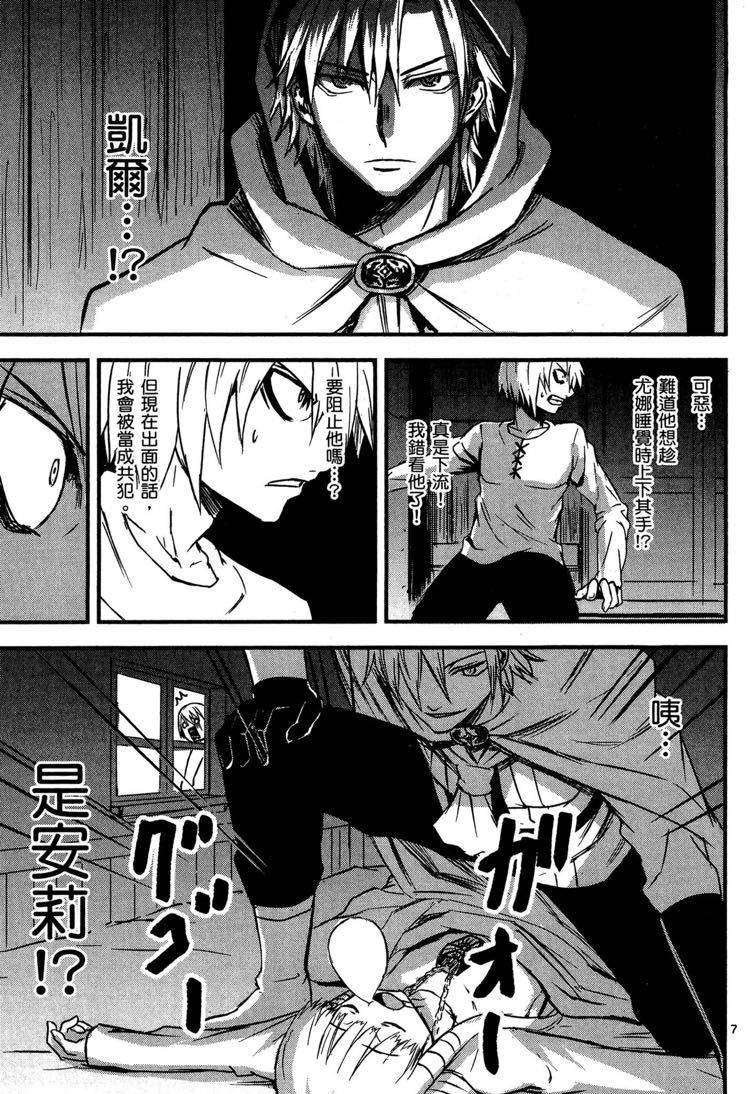 凱爾…!?
可惡…
難道他想趁
尤娜睡覺時上下其手!?
真是下流！
我錯看他了！
要阻止他嗎…?
但現在出面的話，
我會被當成共犯。
咦…
是安莉!?
ガオー
グゥー
7